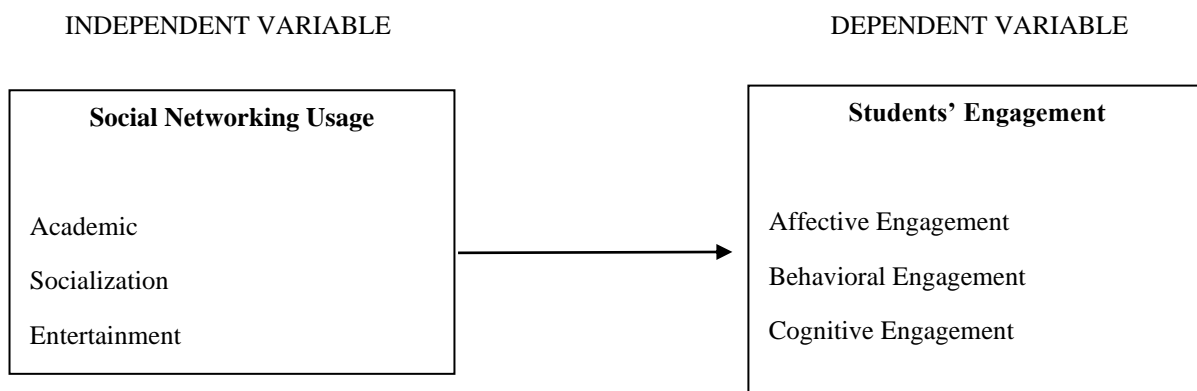 INDEPENDENT VARIABLE
DEPENDENT VARIABLE
Social Networking Usage
Academic
Socialization
Entertainment
Students’ Engagement
Affective Engagement
Behavioral Engagement
Cognitive Engagement